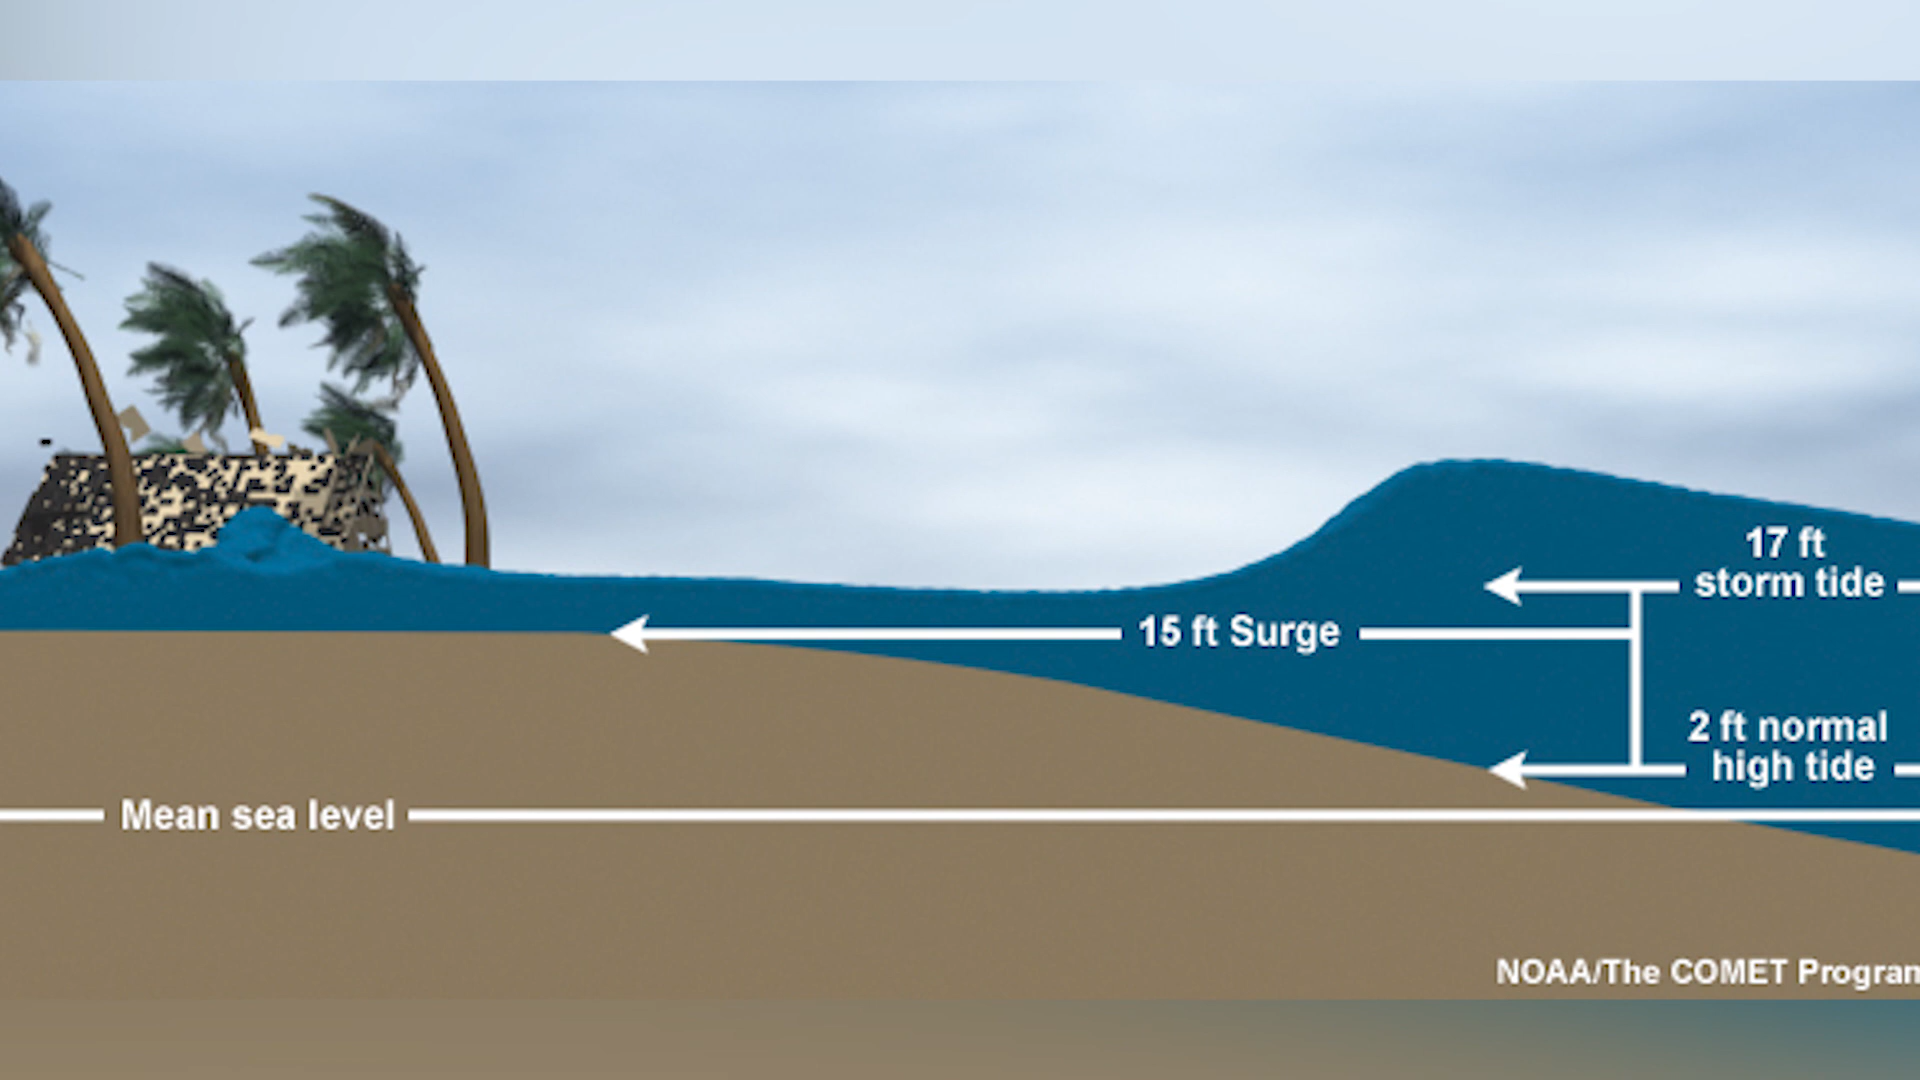 17 ft
storm tide
15 ft Surge
2 ft normal
high tide
Mean sea level
NOAA/The COMET Program